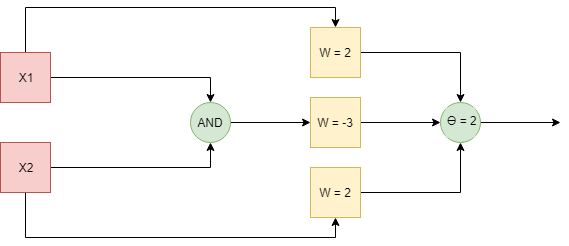 W = 2
X1
AND
W = -3
Θ = 2
X2
W = 2